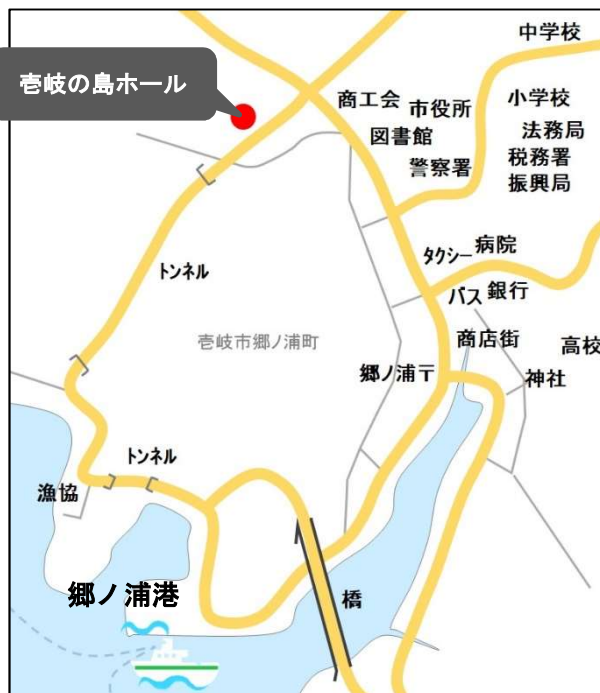 中学校
壱岐の島ホール
商工会
市役所
小学校
図書館
法務局
警察署
税務署
振興局
タクシー
病院
トンネル
バス
銀行
壱岐市郷ノ浦町
商店街
高校
郷ノ浦〒
神社
トンネル
漁協
郷ノ浦港
橋